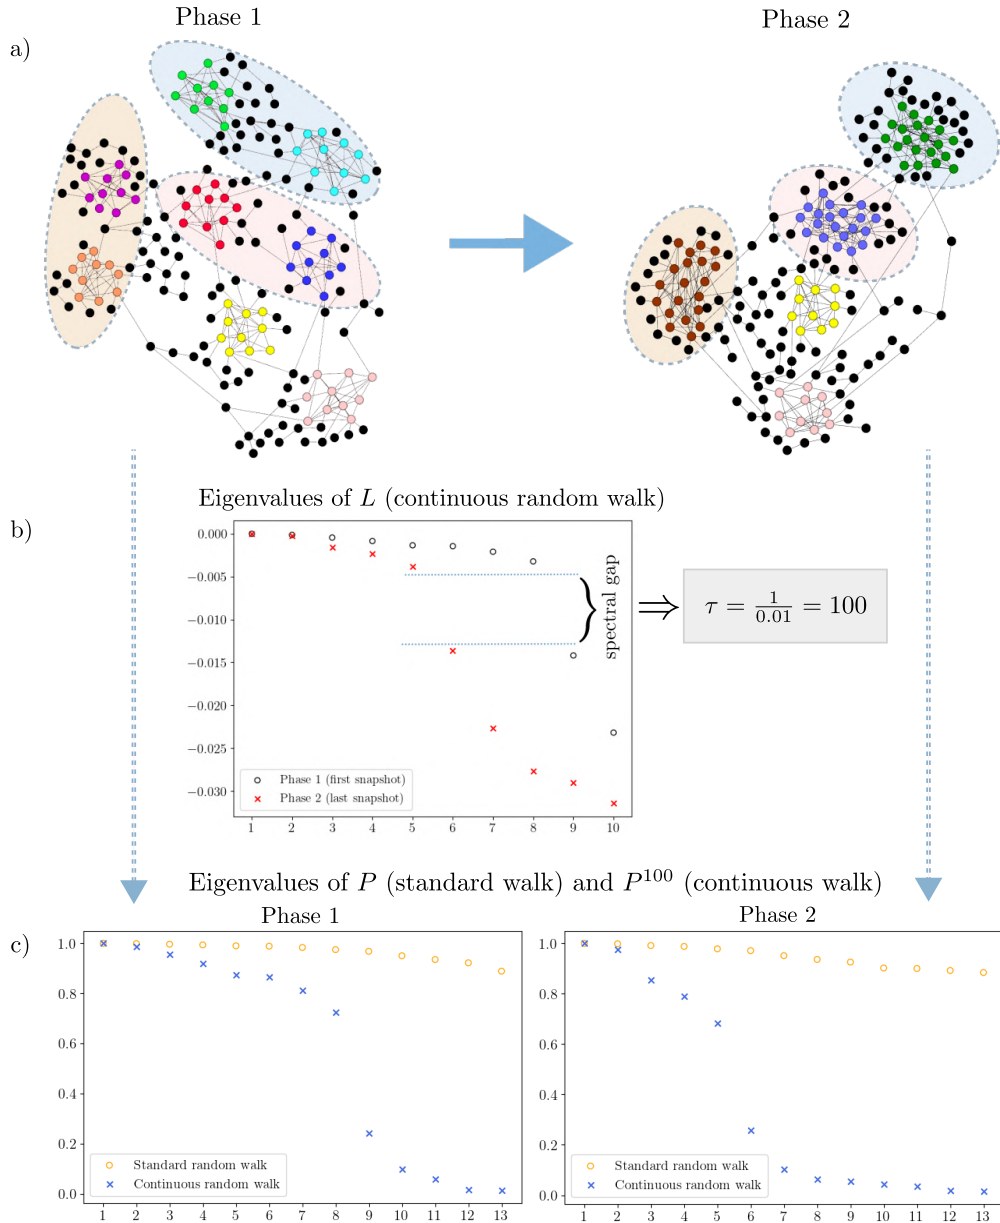 Phase 1
Phase 2
a)
Eigenvalues of L (continuous random walk)
b)
0.000
−0.005
−0.010
−0.015
−0.020
−0.025
−0.030
spectral gap
⇒ τ = 1/0.01 = 100
Phase 1 (first snapshot)
Phase 2 (last snapshot)
1 2 3 4 5 6 7 8 9 10
Eigenvalues of P (standard walk) and P^100 (continuous walk)
Phase 1
Phase 2
c)
1.0
0.8
0.6
0.4
0.2
0.0
Standard random walk
Continuous random walk
1 2 3 4 5 6 7 8 9 10 11 12 13
1.0
0.8
0.6
0.4
0.2
0.0
Standard random walk
Continuous random walk
1 2 3 4 5 6 7 8 9 10 11 12 13